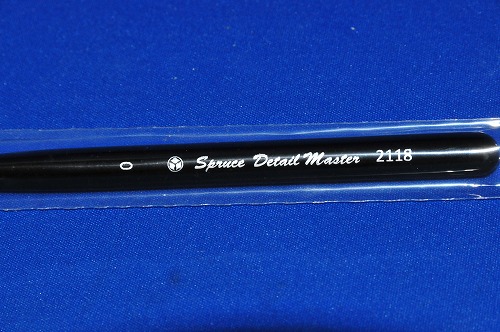 0 Spruce Detail Master 2118